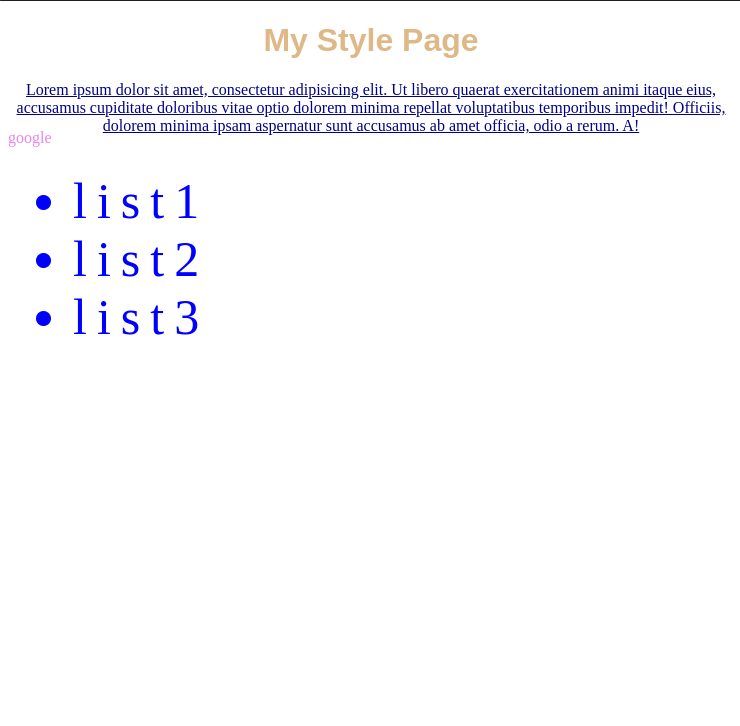 My Style Page
Lorem ipsum dolor sit amet, consectetur adipisicing elit. Ut libero quaerat exercitationem animi itaque eius,
accusamus cupiditate doloribus vitae optio dolorem minima repellat voluptatibus temporibus impedit! Officiis,
dolorem minima ipsam aspernatur sunt accusamus ab amet officia, odio a rerum. A!
google
list1
list2
list3